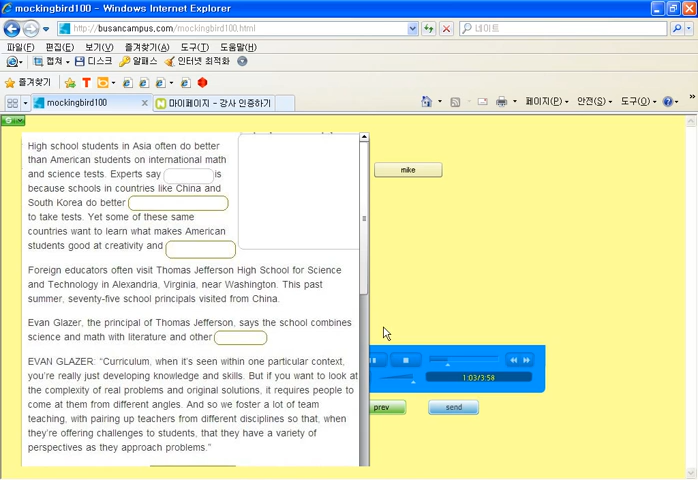 mockingbird100 - Windows Internet Explorer
http://busancampus.com/mockingbird100.html
네이트
파일(F) 편집(E) 보기(V) 즐겨찾기(A) 도구(T) 도움말(H)
캡쳐 디스크 알패스 인터넷 최적화
즐겨찾기
mockingbird100
마이페이지 - 강사 인증하기
페이지(P) 안전(S) 도구(O)
High school students in Asia often do better
than American students on international math
and science tests. Experts say is
because schools in countries like China and
South Korea do better
to take tests. Yet some of these same
countries want to learn what makes American
students good at creativity and
mike
Foreign educators often visit Thomas Jefferson High School for Science
and Technology in Alexandria, Virginia, near Washington. This past
summer, seventy-five school principals visited from China.
Evan Glazer, the principal of Thomas Jefferson, says the school combines
science and math with literature and other
EVAN GLAZER: “Curriculum, when it's seen within one particular context,
you're really just developing knowledge and skills. But if you want to look at
the complexity of real problems and original solutions, it requires people to
come at them from different angles. And so we foster a lot of team
teaching, with pairing up teachers from different disciplines so that, when
they're offering challenges to students, that they have a variety of
perspectives as they approach problems.”
1:03/3:58
prev
send